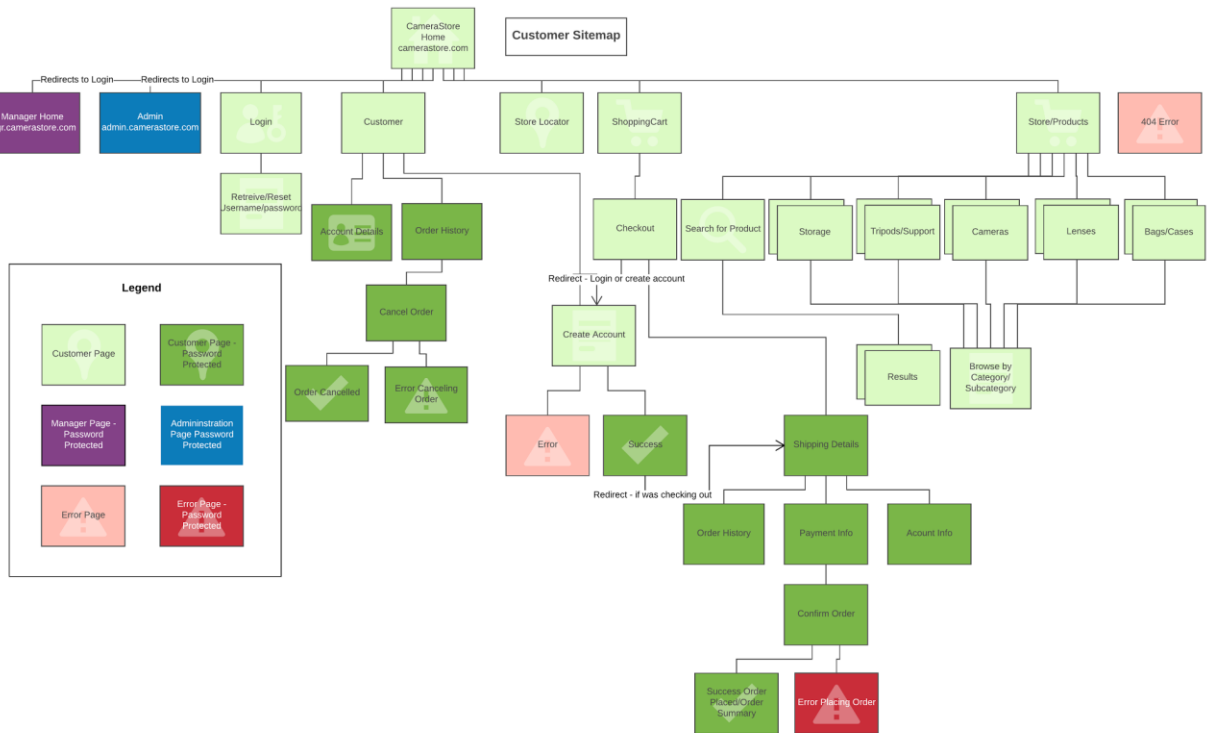 CameraStore
Home
camerastore.com
Customer Sitemap
Redirects to Login
Redirects to Login
Manager Home
gr.camerastore.com
Admin
admin.camerastore.com
Login
Customer
Store Locator
ShoppingCart
Store/Products
404 Error
Retreive/Reset
Username/password
Account Details
Order History
Checkout
Search for Product
Storage
Tripods/Support
Cameras
Lenses
Bags/Cases
Redirect - Login or create account
Cancel Order
Create Account
Order Cancelled
Error Canceling
Order
Results
Browse by
Category/
Subcategory
Legend
Customer Page
Customer Page -
Password
Protected
Manager Page -
Password
Protected
Admininstration
Page Password
Protected
Error Page
Error Page -
Password
Protected
Error
Success
Shipping Details
Redirect - if was checking out
Order History
Payment Info
Acount Info
Confirm Order
Success Order
Placed/Order
Summary
Error Placing Order